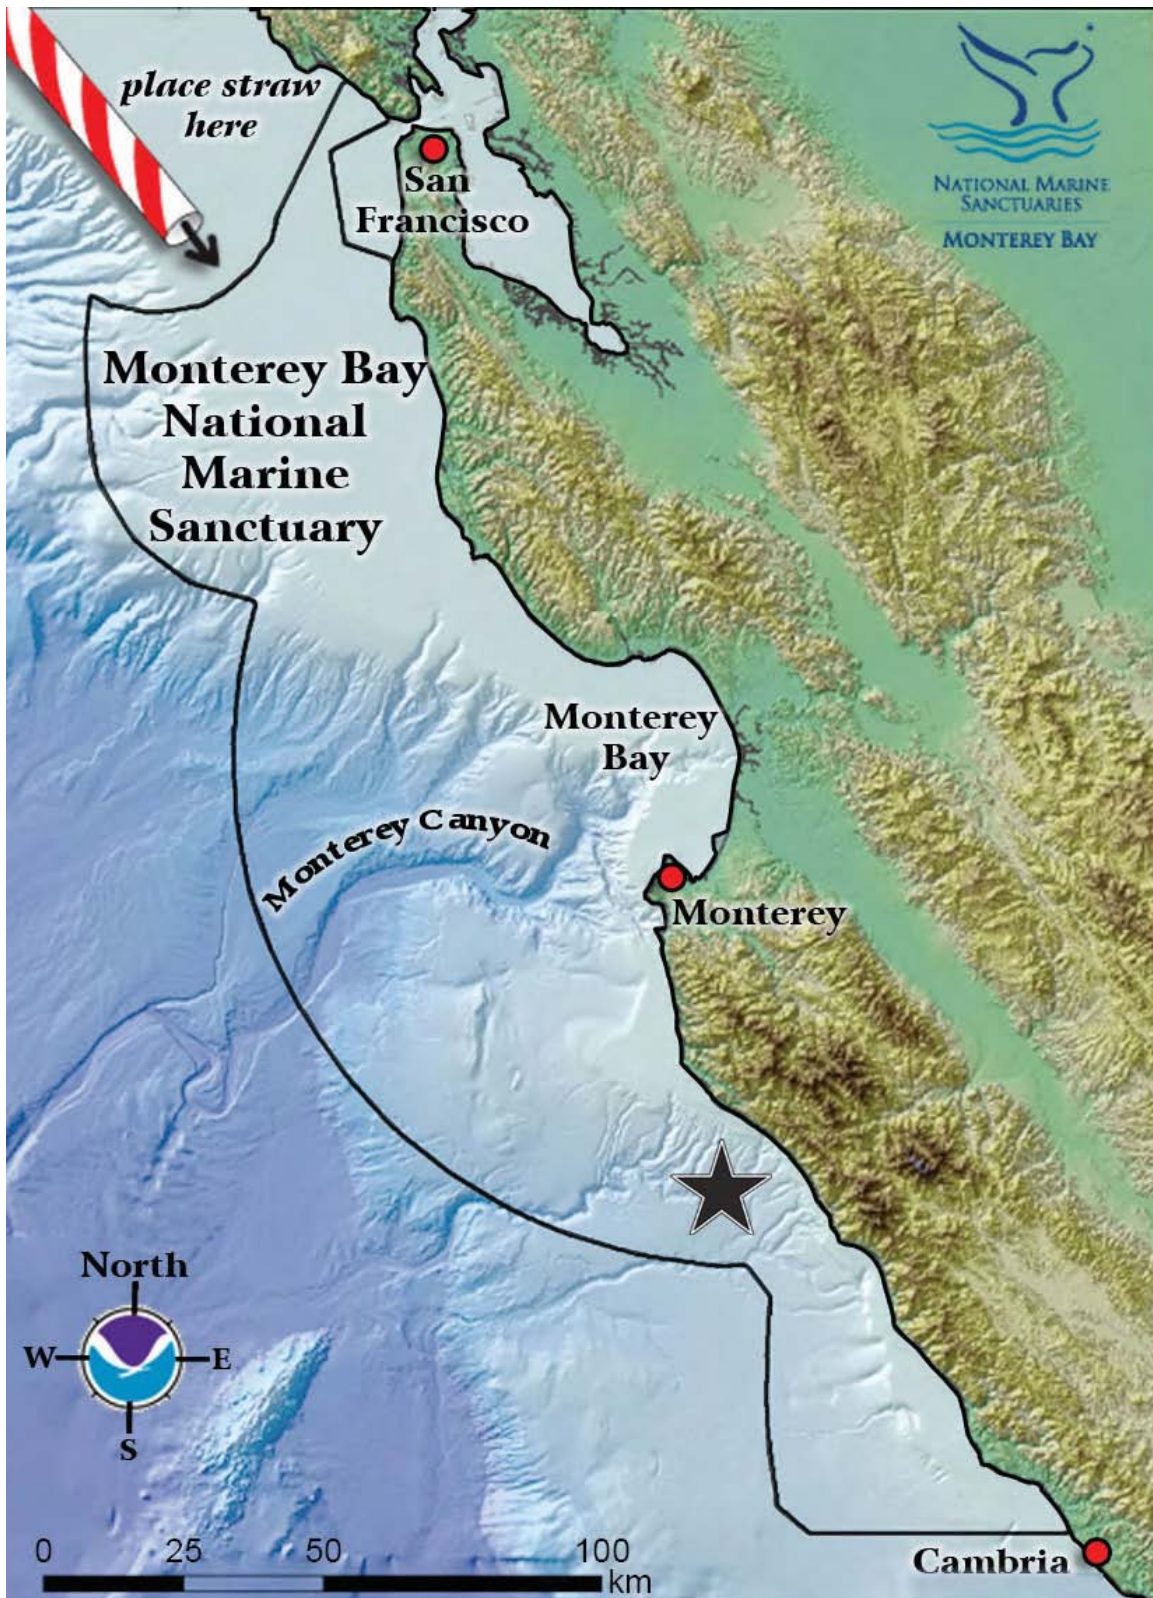 place straw
here
NATIONAL MARINE
SANCTUARIES
MONTEREY BAY
San
Francisco
Monterey Bay
National
Marine
Sanctuary
Monterey
Bay
Monterey Canyon
Monterey
North
W
E
S
0 25 50 100
km
Cambria